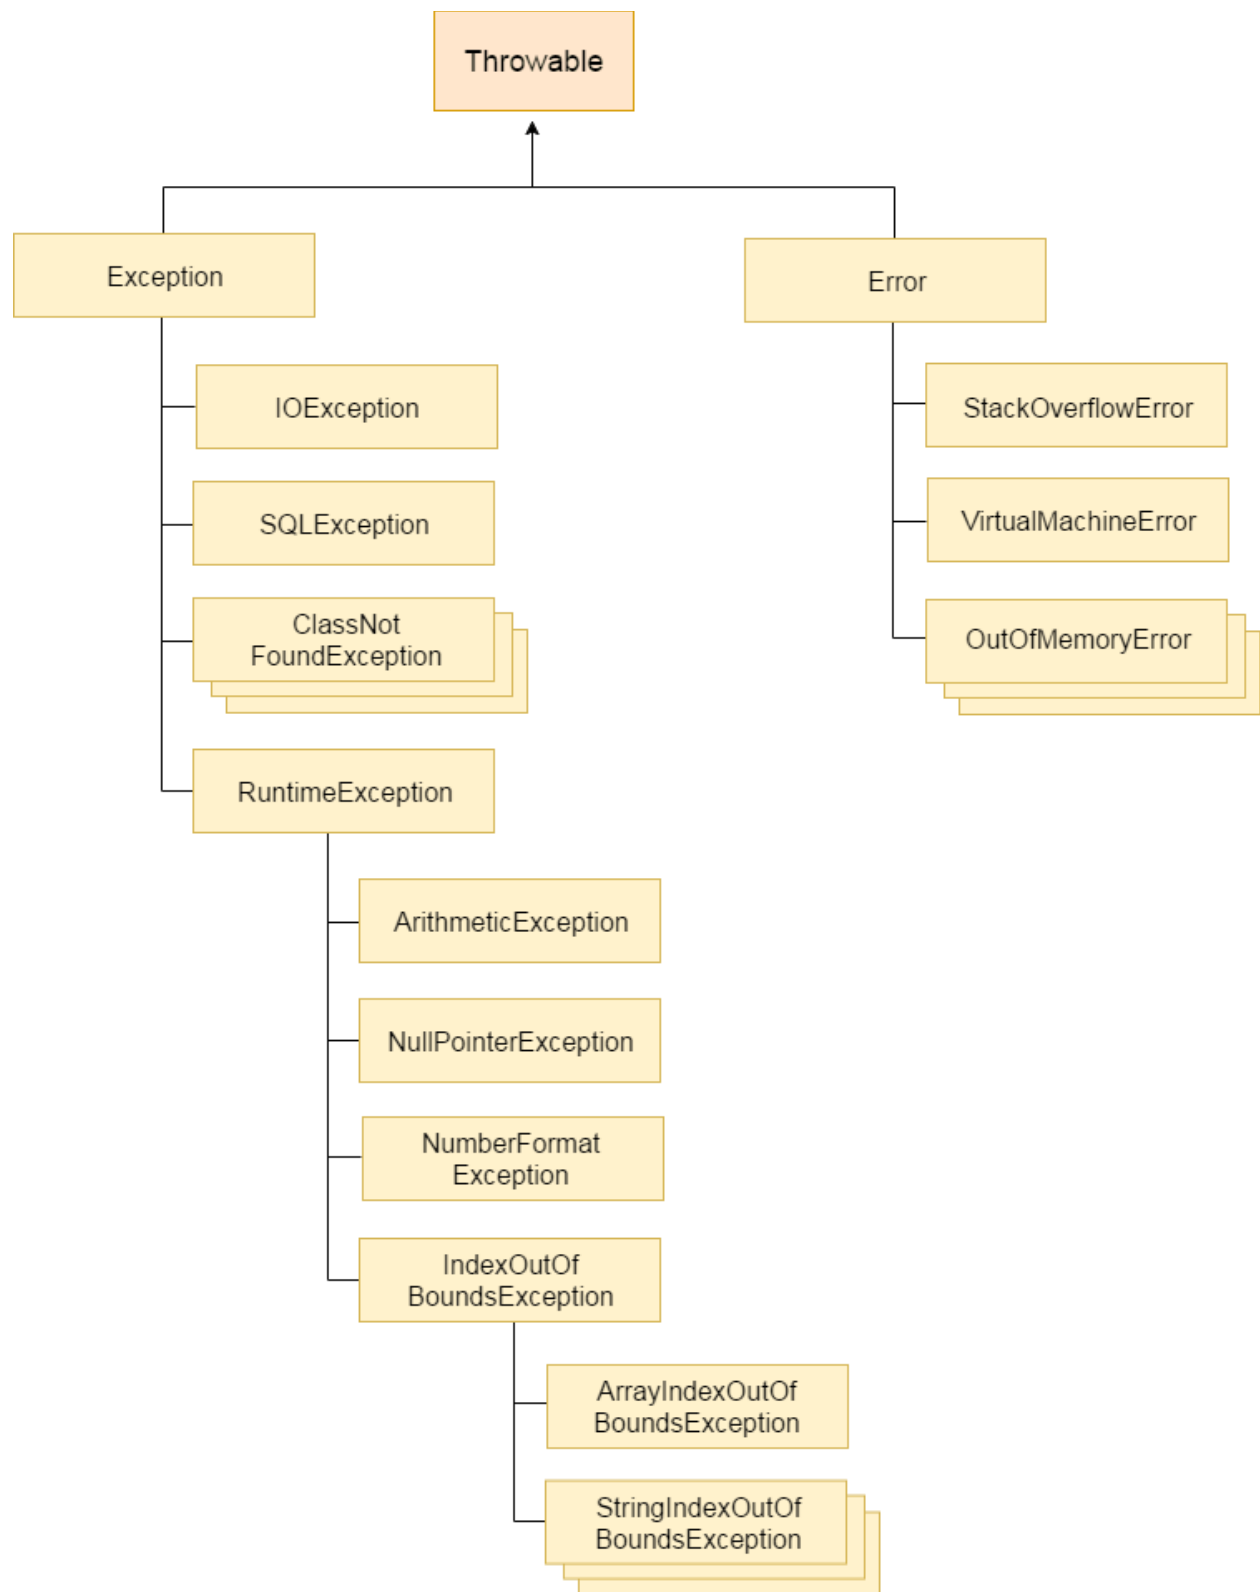 Throwable
Exception
Error
IOException
StackOverflowError
SQLException
VirtualMachineError
ClassNot
FoundException
OutOfMemoryError
RuntimeException
ArithmeticException
NullPointerException
NumberFormat
Exception
IndexOutOf
BoundsException
ArrayIndexOutOf
BoundsException
StringIndexOutOf
BoundsException